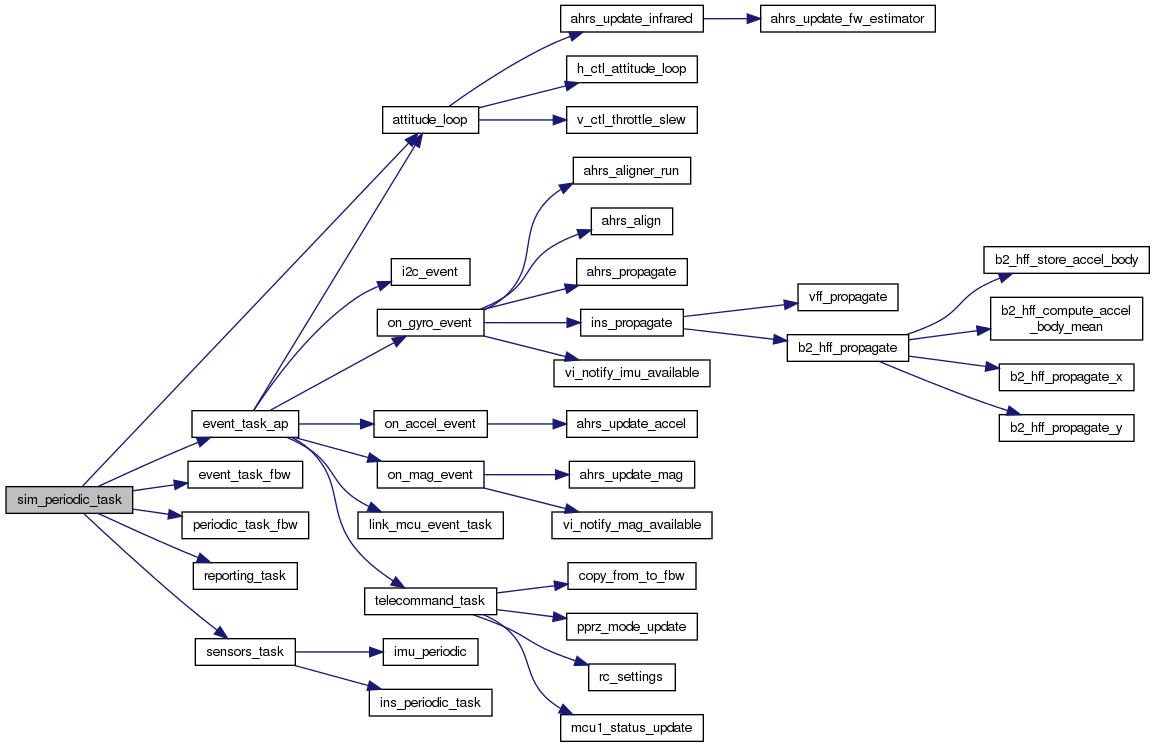 ahrs_update_infrared
ahrs_update_fw_estimator
h_ctl_attitude_loop
attitude_loop
v_ctl_throttle_slew
ahrs_aligner_run
ahrs_align
b2_hff_store_accel_body
i2c_event
ahrs_propagate
vff_propagate
b2_hff_compute_accel
_body_mean
on_gyro_event
ins_propagate
b2_hff_propagate
vi_notify_imu_available
b2_hff_propagate_x
event_task_ap
on_accel_event
ahrs_update_accel
b2_hff_propagate_y
event_task_fbw
on_mag_event
ahrs_update_mag
sim_periodic_task
periodic_task_fbw
link_mcu_event_task
vi_notify_mag_available
reporting_task
copy_from_to_fbw
telecommand_task
pprz_mode_update
sensors_task
imu_periodic
rc_settings
ins_periodic_task
mcu1_status_update